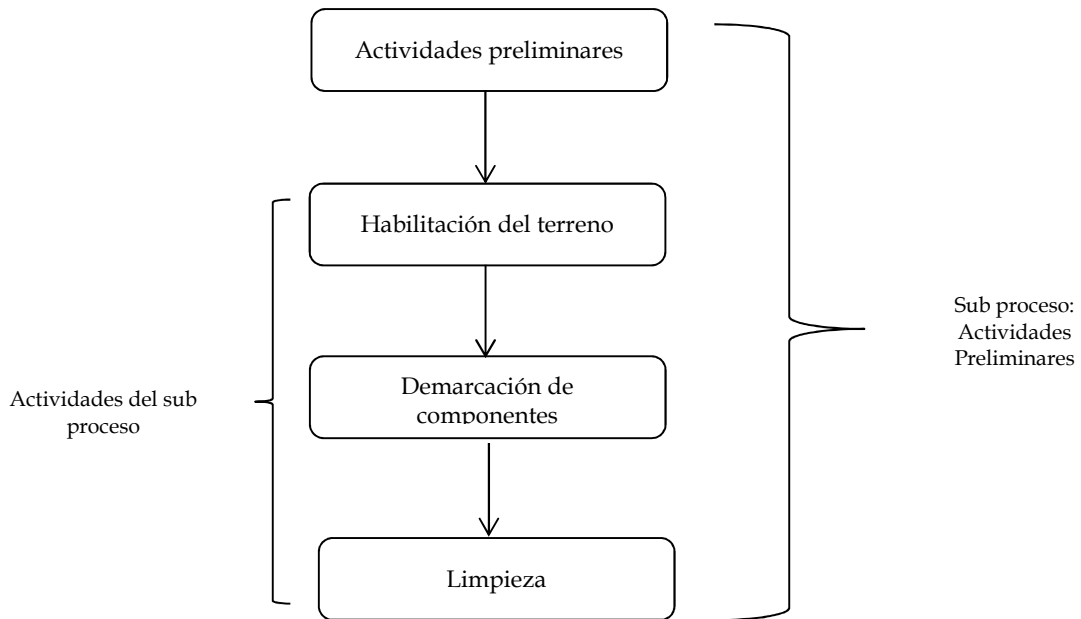 Actividades preliminares
Habilitación del terreno
Demarcación de
componentes
Limpieza
Actividades del sub
proceso
Sub proceso:
Actividades
Preliminares